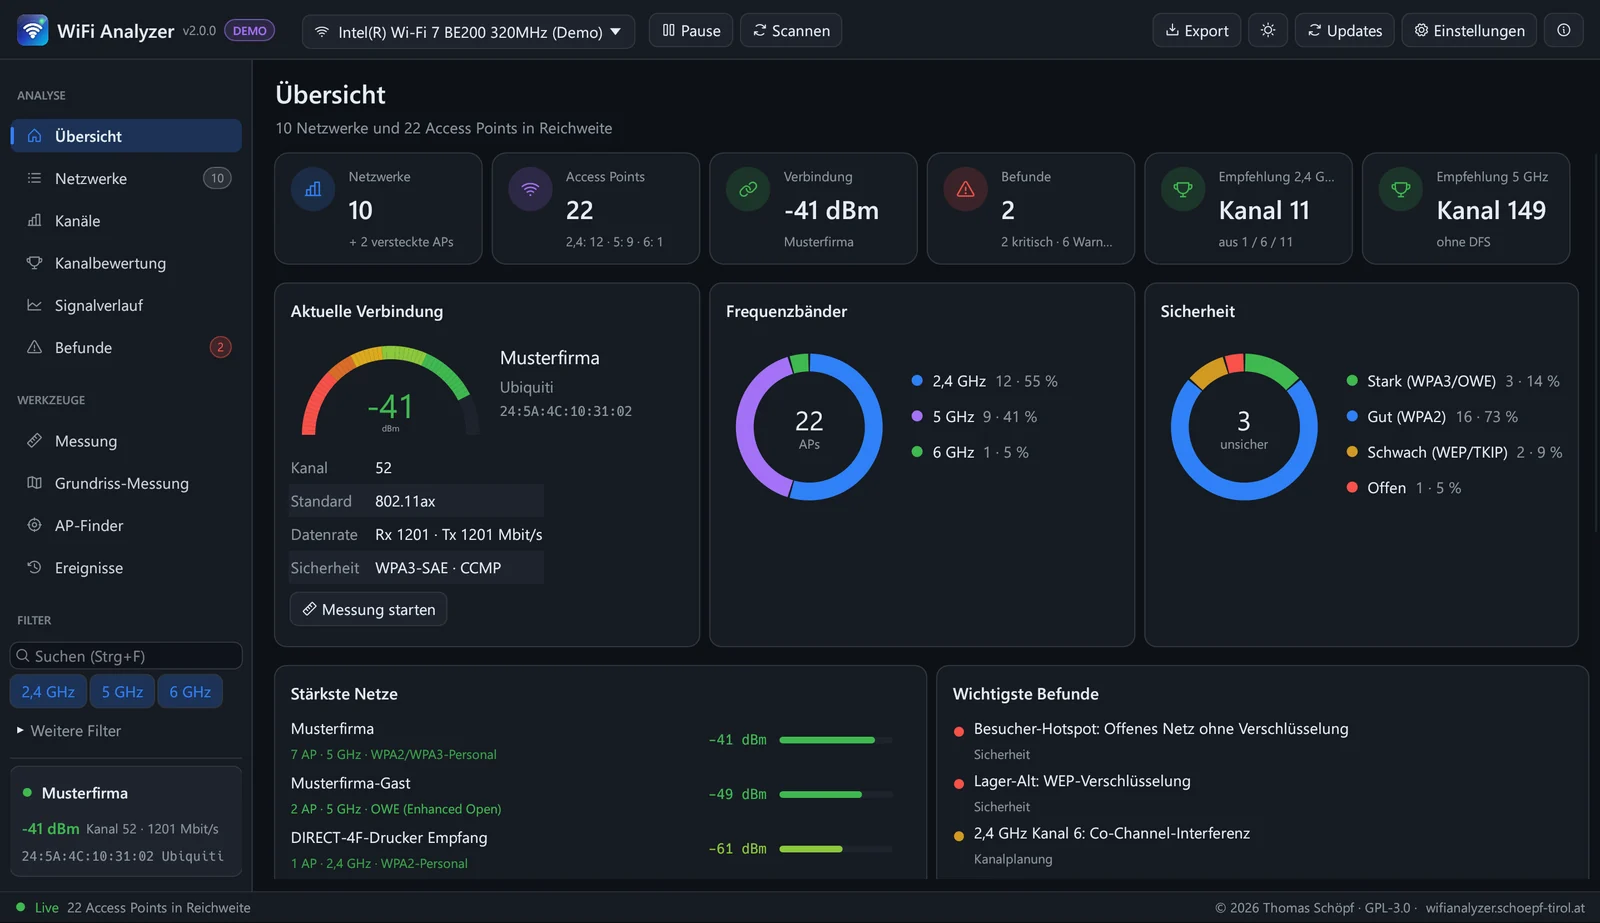 WiFi Analyzer v2.0.0 DEMO
Intel(R) Wi-Fi 7 BE200 320MHz (Demo)
Pause
Scannen
Export
Updates
Einstellungen
ANALYSE
Übersicht
Netzwerke 10
Kanäle
Kanalbewertung
Signalverlauf
Befunde 2
WERKZEUGE
Messung
Grundriss-Messung
AP-Finder
Ereignisse
FILTER
Suchen (Strg+F)
2,4 GHz 5 GHz 6 GHz
Weitere Filter
Musterfirma
-41 dBm Kanal 52 · 1201 Mbit/s
24:5A:4C:10:31:02 Ubiquiti
Übersicht
10 Netzwerke und 22 Access Points in Reichweite
Netzwerke
10
+ 2 versteckte APs
Access Points
22
2,4: 12 · 5: 9 · 6: 1
Verbindung
-41 dBm
Musterfirma
Befunde
2
2 kritisch · 6 Warn...
Empfehlung 2,4 G...
Kanal 11
aus 1 / 6 / 11
Empfehlung 5 GHz
Kanal 149
ohne DFS
Aktuelle Verbindung
-41
dBm
Musterfirma
Ubiquiti
24:5A:4C:10:31:02
Kanal 52
Standard 802.11ax
Datenrate Rx 1201 · Tx 1201 Mbit/s
Sicherheit WPA3-SAE · CCMP
Messung starten
Frequenzbänder
22
APs
2,4 GHz 12 · 55 %
5 GHz 9 · 41 %
6 GHz 1 · 5 %
Sicherheit
3
unsicher
Stark (WPA3/OWE) 3 · 14 %
Gut (WPA2) 16 · 73 %
Schwach (WEP/TKIP) 2 · 9 %
Offen 1 · 5 %
Stärkste Netze
Musterfirma
7 AP · 5 GHz · WPA2/WPA3-Personal
-41 dBm
Musterfirma-Gast
2 AP · 5 GHz · OWE (Enhanced Open)
-49 dBm
DIRECT-4F-Drucker Empfang
1 AP · 2,4 GHz · WPA2-Personal
-61 dBm
Wichtigste Befunde
Besucher-Hotspot: Offenes Netz ohne Verschlüsselung
Sicherheit
Lager-Alt: WEP-Verschlüsselung
Sicherheit
2,4 GHz Kanal 6: Co-Channel-Interferenz
Kanalplanung
Live 22 Access Points in Reichweite
© 2026 Thomas Schöpf · GPL-3.0 · wifianalyzer.schoepf-tirol.at